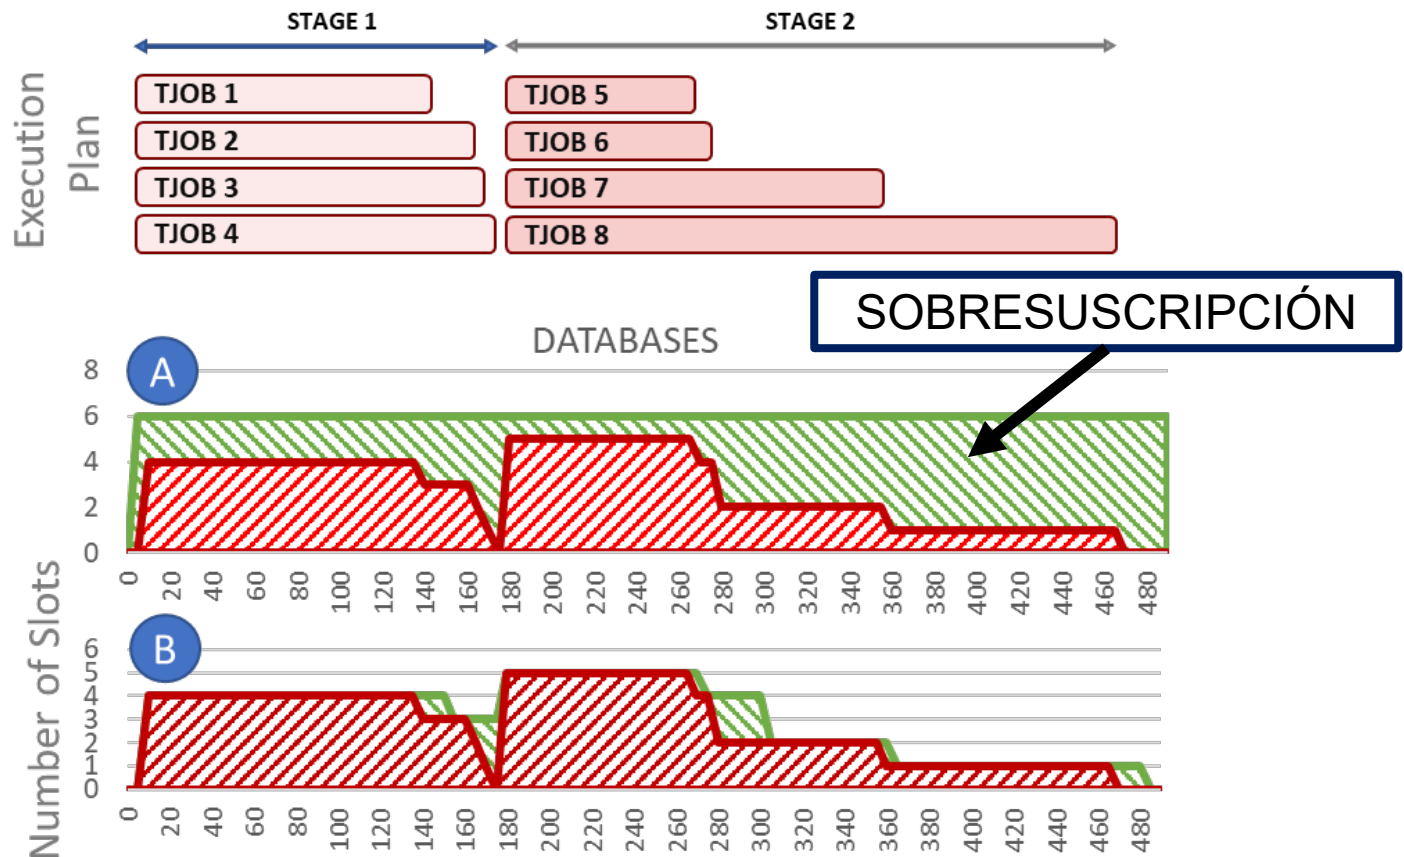 STAGE 1
STAGE 2
Execution
Plan
TJOB 1
TJOB 5
TJOB 2
TJOB 6
TJOB 3
TJOB 7
TJOB 4
TJOB 8
SOBRESUSCRIPCIÓN
DATABASES
A
8
6
4
2
0
0 20 40 60 80 100 120 140 160 180 200 220 240 260 280 300 320 340 360 380 400 420 440 460 480
Number of Slots
B
6
5
4
3
2
1
0
0 20 40 60 80 100 120 140 160 180 200 220 240 260 280 300 320 340 360 380 400 420 440 460 480